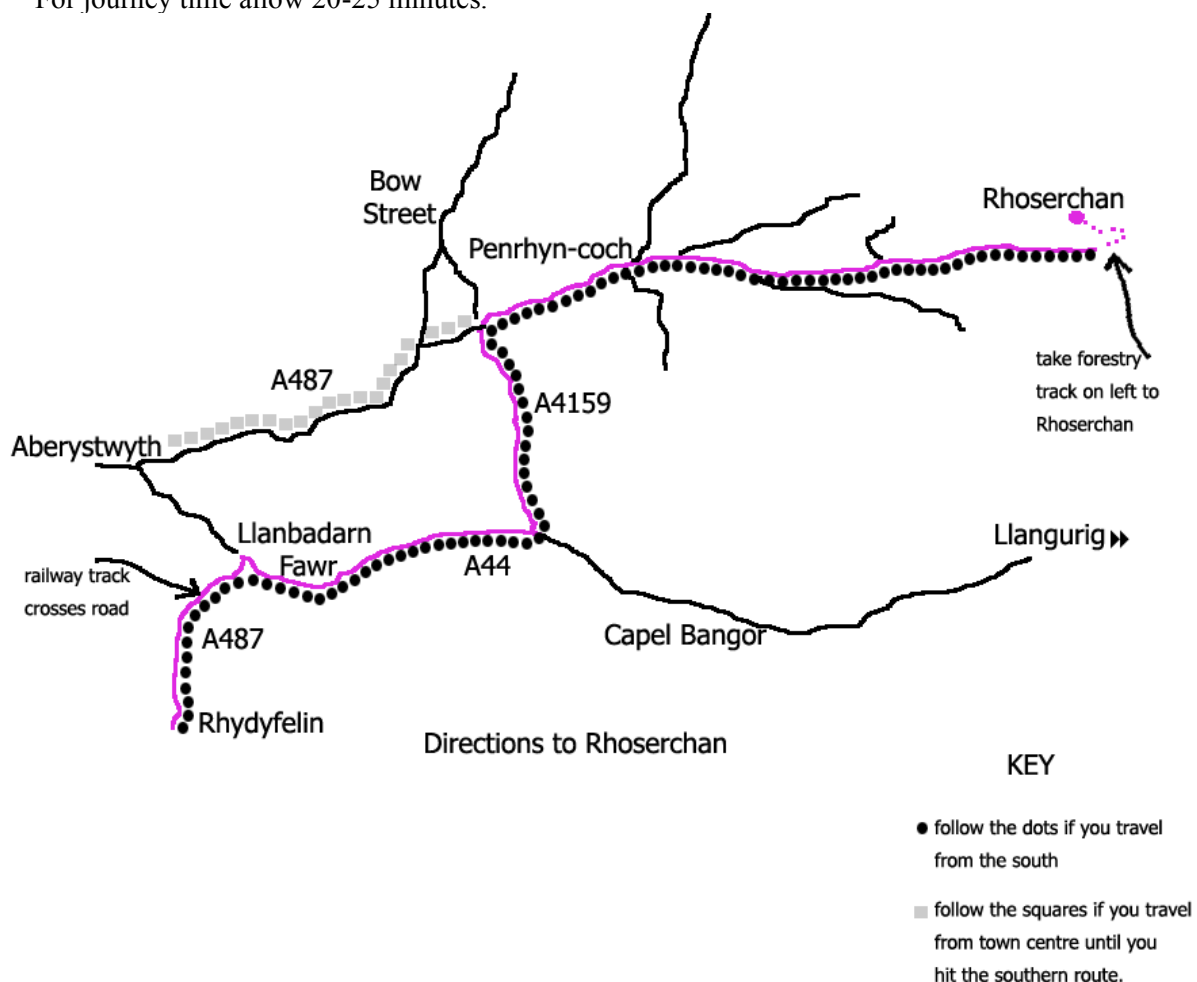 For journey time allow 20-25 minutes.
Bow
Street
Rhoserchan
Penrhyn-coch
take forestry
track on left to
Rhoserchan
A487
A4159
Aberystwyth
Llanbadarn
Fawr
A44
Llangurig
railway track
crosses road
A487
Capel Bangor
Rhydyfelin
Directions to Rhoserchan
KEY
follow the dots if you travel
from the south
follow the squares if you travel
from town centre until you
hit the southern route.